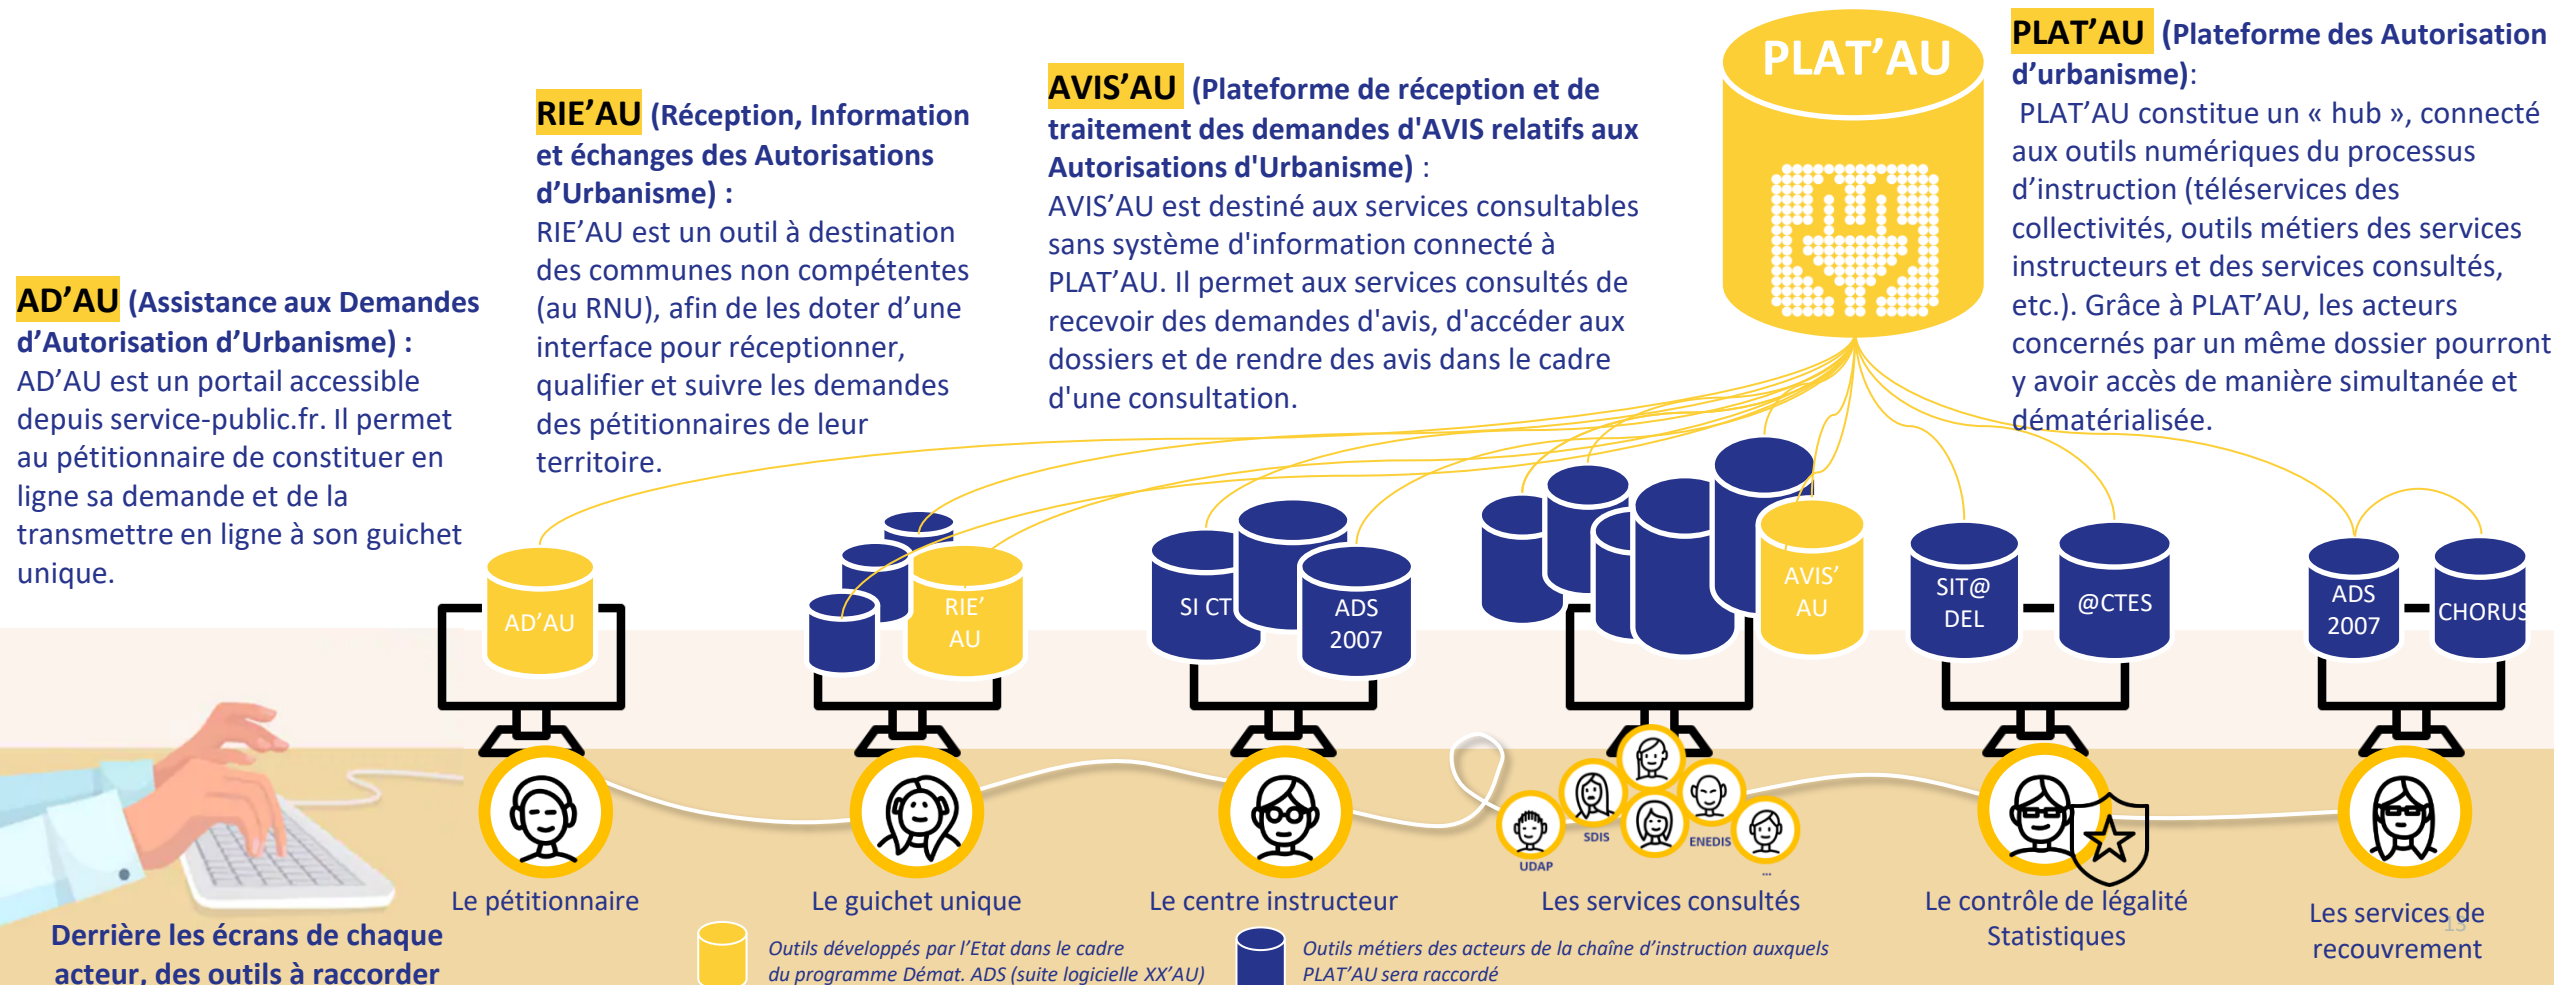 AD’AU (Assistance aux Demandes
d’Autorisation d’Urbanisme) :
AD’AU est un portail accessible
depuis service-public.fr. Il permet
au pétitionnaire de constituer en
ligne sa demande et de la
transmettre en ligne à son guichet
unique.
RIE’AU (Réception, Information
et échanges des Autorisations
d’Urbanisme) :
RIE’AU est un outil à destination
des communes non compétentes
(au RNU), afin de les doter d’une
interface pour réceptionner,
qualifier et suivre les demandes
des pétitionnaires de leur
territoire.
AVIS’AU (Plateforme de réception et de
traitement des demandes d'AVIS relatifs aux
Autorisations d'Urbanisme) :
AVIS’AU est destiné aux services consultables
sans système d'information connecté à
PLAT’AU. Il permet aux services consultés de
recevoir des demandes d'avis, d'accéder aux
dossiers et de rendre des avis dans le cadre
d'une consultation.
PLAT’AU
PLAT’AU (Plateforme des Autorisation
d’urbanisme):
PLAT’AU constitue un « hub », connecté
aux outils numériques du processus
d’instruction (téléservices des
collectivités, outils métiers des services
instructeurs et des services consultés,
etc.). Grâce à PLAT’AU, les acteurs
concernés par un même dossier pourront
y avoir accès de manière simultanée et
dématérialisée.
AD’AU
RIE’
AU
SI CT
ADS
2007
AVIS’
AU
SIT@
DEL
@CTES
ADS
2007
CHORUS
UDAP
SDIS
ENEDIS
...
Le pétitionnaire
Le guichet unique
Le centre instructeur
Les services consultés
Le contrôle de légalité
Statistiques
Les services de
recouvrement
13
Derrière les écrans de chaque
acteur, des outils à raccorder
Outils développés par l’Etat dans le cadre
du programme Démat. ADS (suite logicielle XX’AU)
Outils métiers des acteurs de la chaîne d’instruction auxquels
PLAT’AU sera raccordé